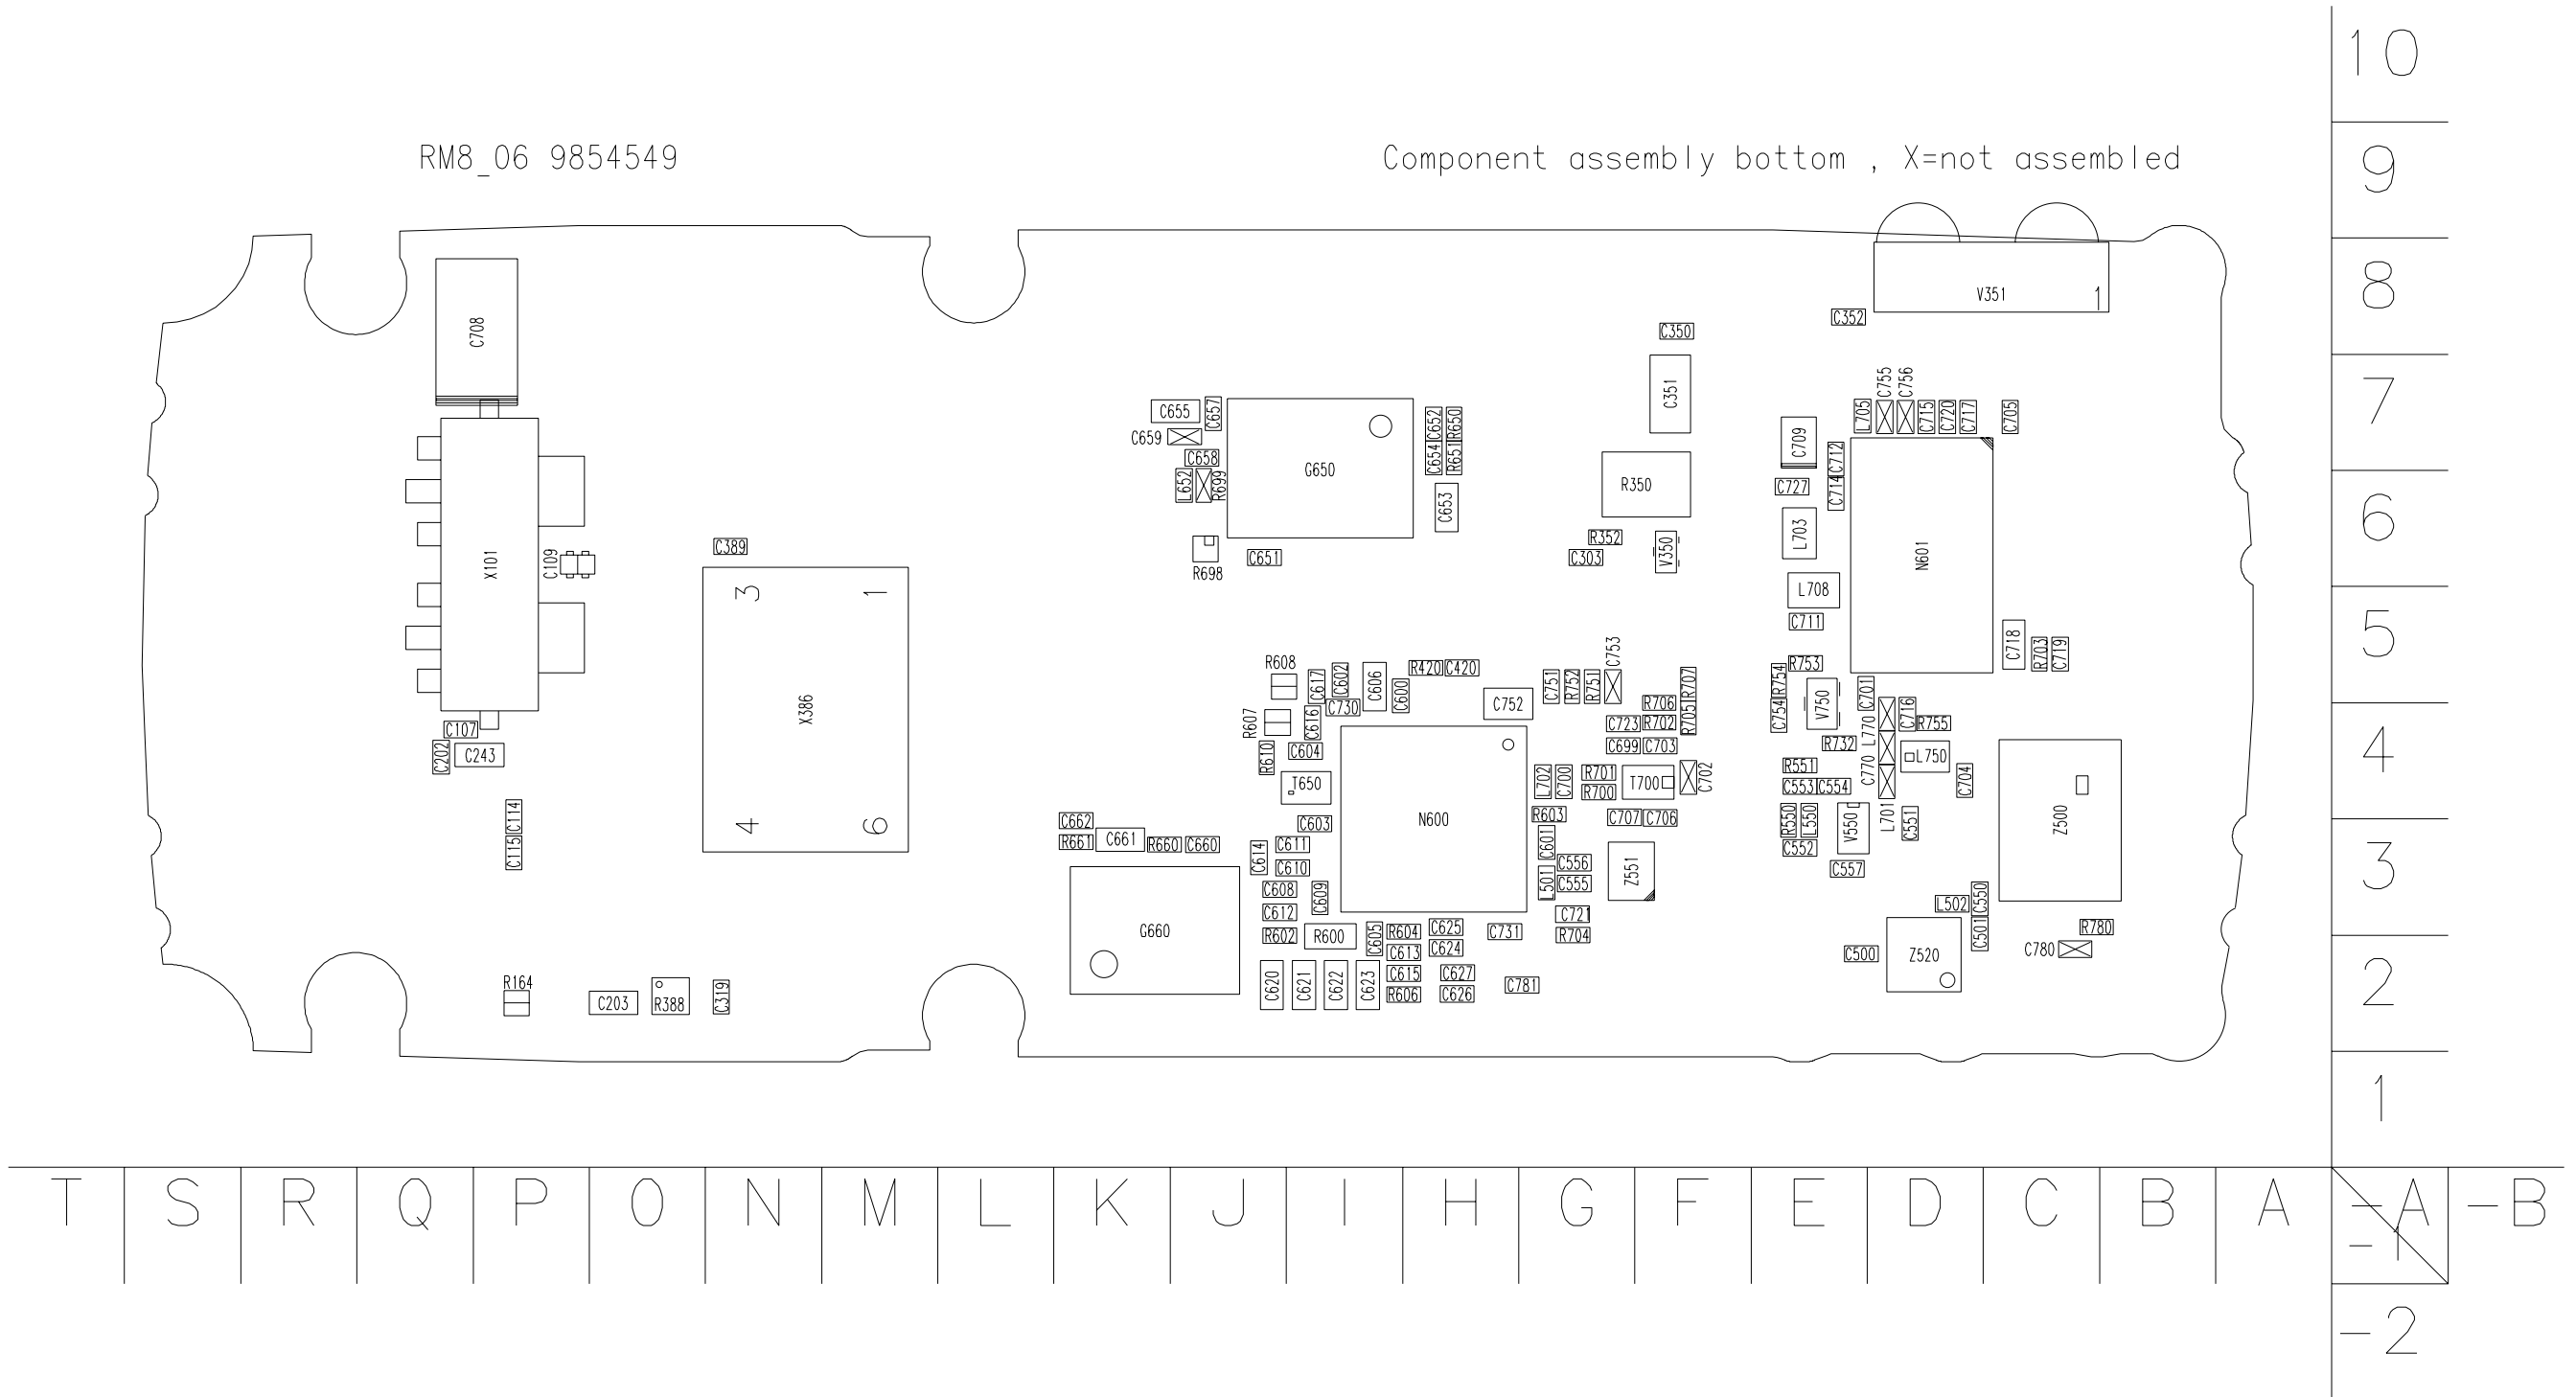 10
RM8_06 9854549
Component assembly bottom , X=not assembled
9
V351
1
8
C708
C352
C350
C351
7
C655
C657
C659
C658
L652
R699
G650
C652
R650
C654
R651
C653
C755
C756
L705
C715
C720
C717
C705
C709
C712
C714
C727
R350
6
L703
N601
R352
C303
V350
C389
X101
C109
R698
C651
L708
C711
3
1
4
6
X386
5
C718
R703
C719
R608
C617
C602
C606
C600
R420
C420
C751
R752
R751
C753
R707
R706
R705
C723
R702
C699
C703
R753
R754
C754
V750
C701
C716
R755
L770
C770
R732
L750
C704
R607
C616
C730
C752
R610
C604
C107
C202
C243
4
T650
N600
L702
C700
R701
R700
T700
C702
R551
C553
C554
C707
C706
R603
C601
R550
L550
V550
L701
C551
C552
C557
Z500
C114
C115
C662
R661
C661
R660
C660
C603
C611
C614
C610
C608
C609
C612
R602
R600
3
C556
C555
L501
Z551
C721
R704
L502
C550
C501
R780
C780
C500
Z520
G660
C605
R604
C613
C615
R606
C625
C624
C627
C626
C731
C781
C620
C621
C622
C623
2
R164
C203
R388
C319
1
T S R Q P O N M L K J I H G F E D C B A -A -B
-1
-2